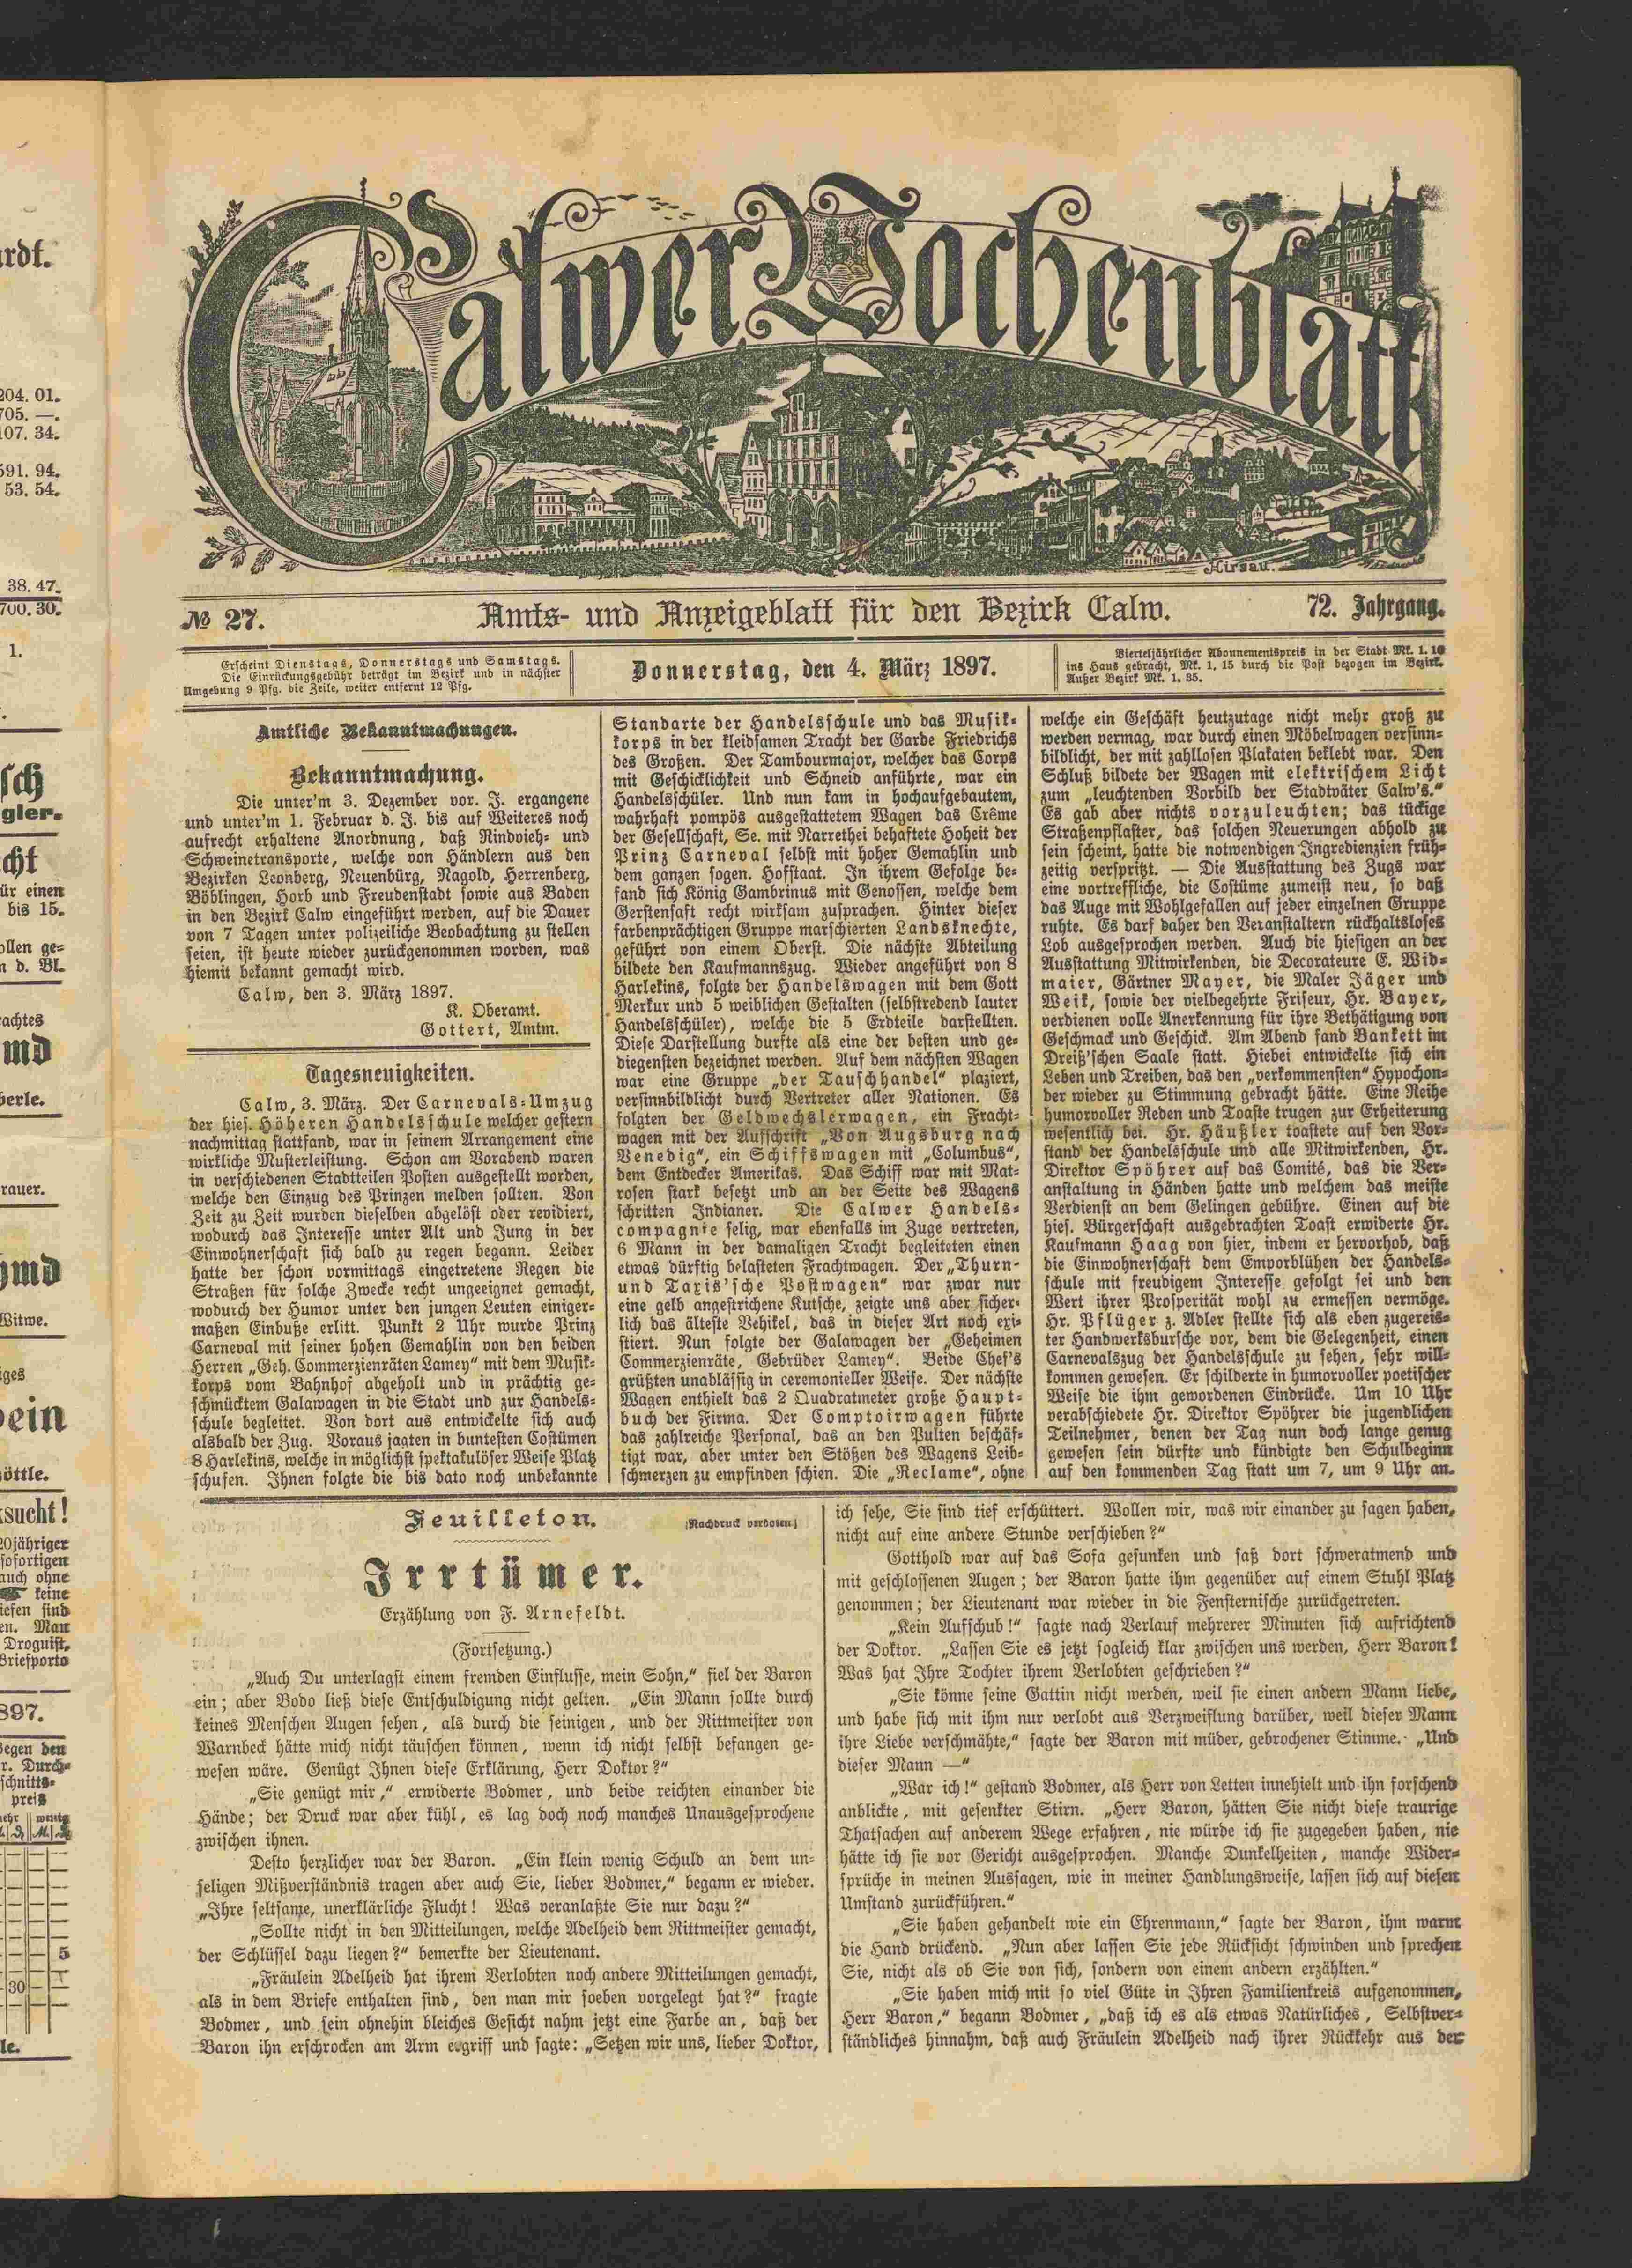 Calwer Wochenblatt
Hirsau.
№ 27.
Amts- und Anzeigeblatt für den Bezirk Calw.
72. Jahrgang.
Erscheint Dienstags, Donnerstags und Samstags.
Die Einrückungsgebühr beträgt im Bezirk und in nächster
Umgebung 9 Pfg. die Zeile, weiter entfernt 12 Pfg.
Donnerstag, den 4. März 1897.
Vierteljährlicher Abonnementspreis in der Stadt Mk. 1. 10
ins Haus gebracht, Mk. 1. 15 durch die Post bezogen im Bezirk.
Außer Bezirk Mk. 1. 35.
Amtliche Bekanntmachungen.
Bekanntmachung.
Die unter'm 3. Dezember vor. J. ergangene
und unter'm 1. Februar d. J. bis auf Weiteres noch
aufrecht erhaltene Anordnung, daß Rindvieh- und
Schweinetransporte, welche von Händlern aus den
Bezirken Leonberg, Neuenbürg, Nagold, Herrenberg,
Böblingen, Horb und Freudenstadt sowie aus Baden
in den Bezirk Calw eingeführt werden, auf die Dauer
von 7 Tagen unter polizeiliche Beobachtung zu stellen
seien, ist heute wieder zurückgenommen worden, was
hiemit bekannt gemacht wird.
Calw, den 3. März 1897.
K. Oberamt.
Gottert, Amtm.
Tagesneuigkeiten.
Calw, 3. März. Der Carnevals-Umzug
der hies. Höheren Handelsschule welcher gestern
nachmittag stattfand, war in seinem Arrangement eine
wirkliche Musterleistung. Schon am Vorabend waren
in verschiedenen Stadtteilen Posten ausgestellt worden,
welche den Einzug des Prinzen melden sollten. Von
Zeit zu Zeit wurden dieselben abgelöst oder revidiert,
wodurch das Interesse unter Alt und Jung in der
Einwohnerschaft sich bald zu regen begann. Leider
hatte der schon vormittags eingetretene Regen die
Straßen für solche Zwecke recht ungeeignet gemacht,
wodurch der Humor unter den jungen Leuten einiger-
maßen Einbuße erlitt. Punkt 2 Uhr wurde Prinz
Carneval mit seiner hohen Gemahlin von den beiden
Herren „Geh. Commerzienräten Lamey“ mit dem Musik-
korps vom Bahnhof abgeholt und in prächtig ge-
schmücktem Galawagen in die Stadt und zur Handels-
schule begleitet. Von dort aus entwickelte sich auch
alsbald der Zug. Voraus jagten in buntesten Costümen
8 Harlekins, welche in möglichst spektakulöser Weise Platz
schufen. Ihnen folgte die bis dato noch unbekannte
Standarte der Handelsschule und das Musik-
korps in der kleidsamen Tracht der Garde Friedrichs
des Großen. Der Tambourmajor, welcher das Corps
mit Geschicklichkeit und Schneid anführte, war ein
Handelsschüler. Und nun kam in hochaufgebautem,
wahrhaft pompös ausgestattetem Wagen das Crême
der Gesellschaft, Se. mit Narrethei behaftete Hoheit der
Prinz Carneval selbst mit hoher Gemahlin und
dem ganzen sogen. Hofstaat. In ihrem Gefolge be-
fand sich König Gambrinus mit Genossen, welche dem
Gerstensaft recht wirksam zusprachen. Hinter dieser
farbenprächtigen Gruppe marschierten Landsknechte,
geführt von einem Oberst. Die nächste Abteilung
bildete den Kaufmannszug. Wieder angeführt von 8
Harlekins, folgte der Handelswagen mit dem Gott
Merkur und 5 weiblichen Gestalten (selbstredend lauter
Handelsschüler), welche die 5 Erdteile darstellten.
Diese Darstellung durfte als eine der besten und ge-
diegensten bezeichnet werden. Auf dem nächsten Wagen
war eine Gruppe „der Tauschhandel“ plaziert,
versinnbildlicht durch Vertreter aller Nationen. Es
folgten der Geldwechslerwagen, ein Fracht-
wagen mit der Aufschrift „Von Augsburg nach
Venedig“, ein Schiffswagen mit „Columbus“,
dem Entdecker Amerikas. Das Schiff war mit Mat-
rosen stark besetzt und an der Seite des Wagens
schritten Indianer. Die Calwer Handels-
compagnie selig, war ebenfalls im Zuge vertreten,
6 Mann in der damaligen Tracht begleiteten einen
etwas dürftig belasteten Frachtwagen. Der „Thurn-
und Taxis'sche Postwagen“ war zwar nur
eine gelb angestrichene Kutsche, zeigte uns aber sicher-
lich das älteste Vehikel, das in dieser Art noch exi-
stiert. Nun folgte der Galawagen der „Geheimen
Commerzienräte, Gebrüder Lamey“. Beide Chef's
grüßten unablässig in ceremonieller Weise. Der nächste
Wagen enthielt das 2 Quadratmeter große Haupt-
buch der Firma. Der Comptoirwagen führte
das zahlreiche Personal, das an den Pulten beschäf-
tigt war, aber unter den Stößen des Wagens Leib-
schmerzen zu empfinden schien. Die „Reclame“, ohne
welche ein Geschäft heutzutage nicht mehr groß zu
werden vermag, war durch einen Möbelwagen versinn-
bildlicht, der mit zahllosen Plakaten beklebt war. Den
Schluß bildete der Wagen mit elektrischem Licht
zum „leuchtenden Vorbild der Stadtväter Calw's.“
Es gab aber nichts vorzuleuchten; das tückige
Straßenpflaster, das solchen Neuerungen abhold zu
sein scheint, hatte die notwendigen Ingredienzien früh-
zeitig verspritzt. — Die Ausstattung des Zugs war
eine vortreffliche, die Costüme zumeist neu, so daß
das Auge mit Wohlgefallen auf jeder einzelnen Gruppe
ruhte. Es darf daher den Veranstaltern rückhaltsloses
Lob ausgesprochen werden. Auch die hiesigen an der
Ausstattung Mitwirkenden, die Decorateure E. Wid-
maier, Gärtner Mayer, die Maler Jäger und
Weik, sowie der vielbegehrte Friseur, Hr. Bayer,
verdienen volle Anerkennung für ihre Bethätigung von
Geschmack und Geschick. Am Abend fand Bankett im
Dreiß'schen Saale statt. Hiebei entwickelte sich ein
Leben und Treiben, das den „verkommensten“ Hypochon-
der wieder zu Stimmung gebracht hätte. Eine Reihe
humorvoller Reden und Toaste trugen zur Erheiterung
wesentlich bei. Hr. Häußler toastete auf den Vor-
stand der Handelsschule und alle Mitwirkenden, Hr.
Direktor Spöhrer auf das Comité, das die Ver-
anstaltung in Händen hatte und welchem das meiste
Verdienst an dem Gelingen gebühre. Einen auf die
hies. Bürgerschaft ausgebrachten Toast erwiderte Hr.
Kaufmann Haag von hier, indem er hervorhob, daß
die Einwohnerschaft dem Emporblühen der Handels-
schule mit freudigem Interesse gefolgt sei und den
Wert ihrer Prosperität wohl zu ermessen vermöge.
Hr. Pflüger z. Adler stellte sich als eben zugereis-
ter Handwerksbursche vor, dem die Gelegenheit, einen
Carnevalszug der Handelsschule zu sehen, sehr will-
kommen gewesen. Er schilderte in humorvoller poetischer
Weise die ihm gewordenen Eindrücke. Um 10 Uhr
verabschiedete Hr. Direktor Spöhrer die jugendlichen
Teilnehmer, denen der Tag nun doch lange genug
gewesen sein dürfte und kündigte den Schulbeginn
auf den kommenden Tag statt um 7, um 9 Uhr an.
Feuilleton.
[Nachdruck verboten.]
Irrtümer.
Erzählung von F. Arnefeldt.
(Fortsetzung.)
„Auch Du unterlagst einem fremden Einflusse, mein Sohn,“ fiel der Baron
ein; aber Bodo ließ diese Entschuldigung nicht gelten. „Ein Mann sollte durch
keines Menschen Augen sehen, als durch die seinigen, und der Rittmeister von
Warnbeck hätte mich nicht täuschen können, wenn ich nicht selbst befangen ge-
wesen wäre. Genügt Ihnen diese Erklärung, Herr Doktor?“
„Sie genügt mir,“ erwiderte Bodmer, und beide reichten einander die
Hände; der Druck war aber kühl, es lag doch noch manches Unausgesprochene
zwischen ihnen.
Desto herzlicher war der Baron. „Ein klein wenig Schuld an dem un-
seligen Mißverständnis tragen aber auch Sie, lieber Bodmer,“ begann er wieder.
„Ihre seltsame, unerklärliche Flucht! Was veranlaßte Sie nur dazu?“
„Sollte nicht in den Mitteilungen, welche Adelheid dem Rittmeister gemacht,
der Schlüssel dazu liegen?“ bemerkte der Lieutenant.
„Fräulein Adelheid hat ihrem Verlobten noch andere Mitteilungen gemacht,
als in dem Briefe enthalten sind, den man mir soeben vorgelegt hat?“ fragte
Bodmer, und sein ohnehin bleiches Gesicht nahm jetzt eine Farbe an, daß der
Baron ihn erschrocken am Arm ergriff und sagte: „Setzen wir uns, lieber Doktor,
ich sehe, Sie sind tief erschüttert. Wollen wir, was wir einander zu sagen haben,
nicht auf eine andere Stunde verschieben?“
Gotthold war auf das Sofa gesunken und saß dort schweratmend und
mit geschlossenen Augen; der Baron hatte ihm gegenüber auf einem Stuhl Platz
genommen; der Lieutenant war wieder in die Fensternische zurückgetreten.
„Kein Aufschub!“ sagte nach Verlauf mehrerer Minuten sich aufrichtend
der Doktor. „Lassen Sie es jetzt sogleich klar zwischen uns werden, Herr Baron!
Was hat Ihre Tochter ihrem Verlobten geschrieben?“
„Sie könne seine Gattin nicht werden, weil sie einen andern Mann liebe,
und habe sich mit ihm nur verlobt aus Verzweiflung darüber, weil dieser Mann
ihre Liebe verschmähte,“ sagte der Baron mit müder, gebrochener Stimme. „Und
dieser Mann —“
„War ich!“ gestand Bodmer, als Herr von Letten innehielt und ihn forschend
anblickte, mit gesenkter Stirn. „Herr Baron, hätten Sie nicht diese traurige
Thatsachen auf anderem Wege erfahren, nie würde ich sie zugegeben haben, nie
hätte ich sie vor Gericht ausgesprochen. Manche Dunkelheiten, manche Wider-
sprüche in meinen Aussagen, wie in meiner Handlungsweise, lassen sich auf diesen
Umstand zurückführen.“
„Sie haben gehandelt wie ein Ehrenmann,“ sagte der Baron, ihm warm
die Hand drückend. „Nun aber lassen Sie jede Rücksicht schwinden und sprechen
Sie, nicht als ob Sie von sich, sondern von einem andern erzählten.“
„Sie haben mich mit so viel Güte in Ihren Familienkreis aufgenommen,
Herr Baron,“ begann Bodmer, „daß ich es als etwas Natürliches, Selbstver-
ständliches hinnahm, daß auch Fräulein Adelheid nach ihrer Rückkehr aus der